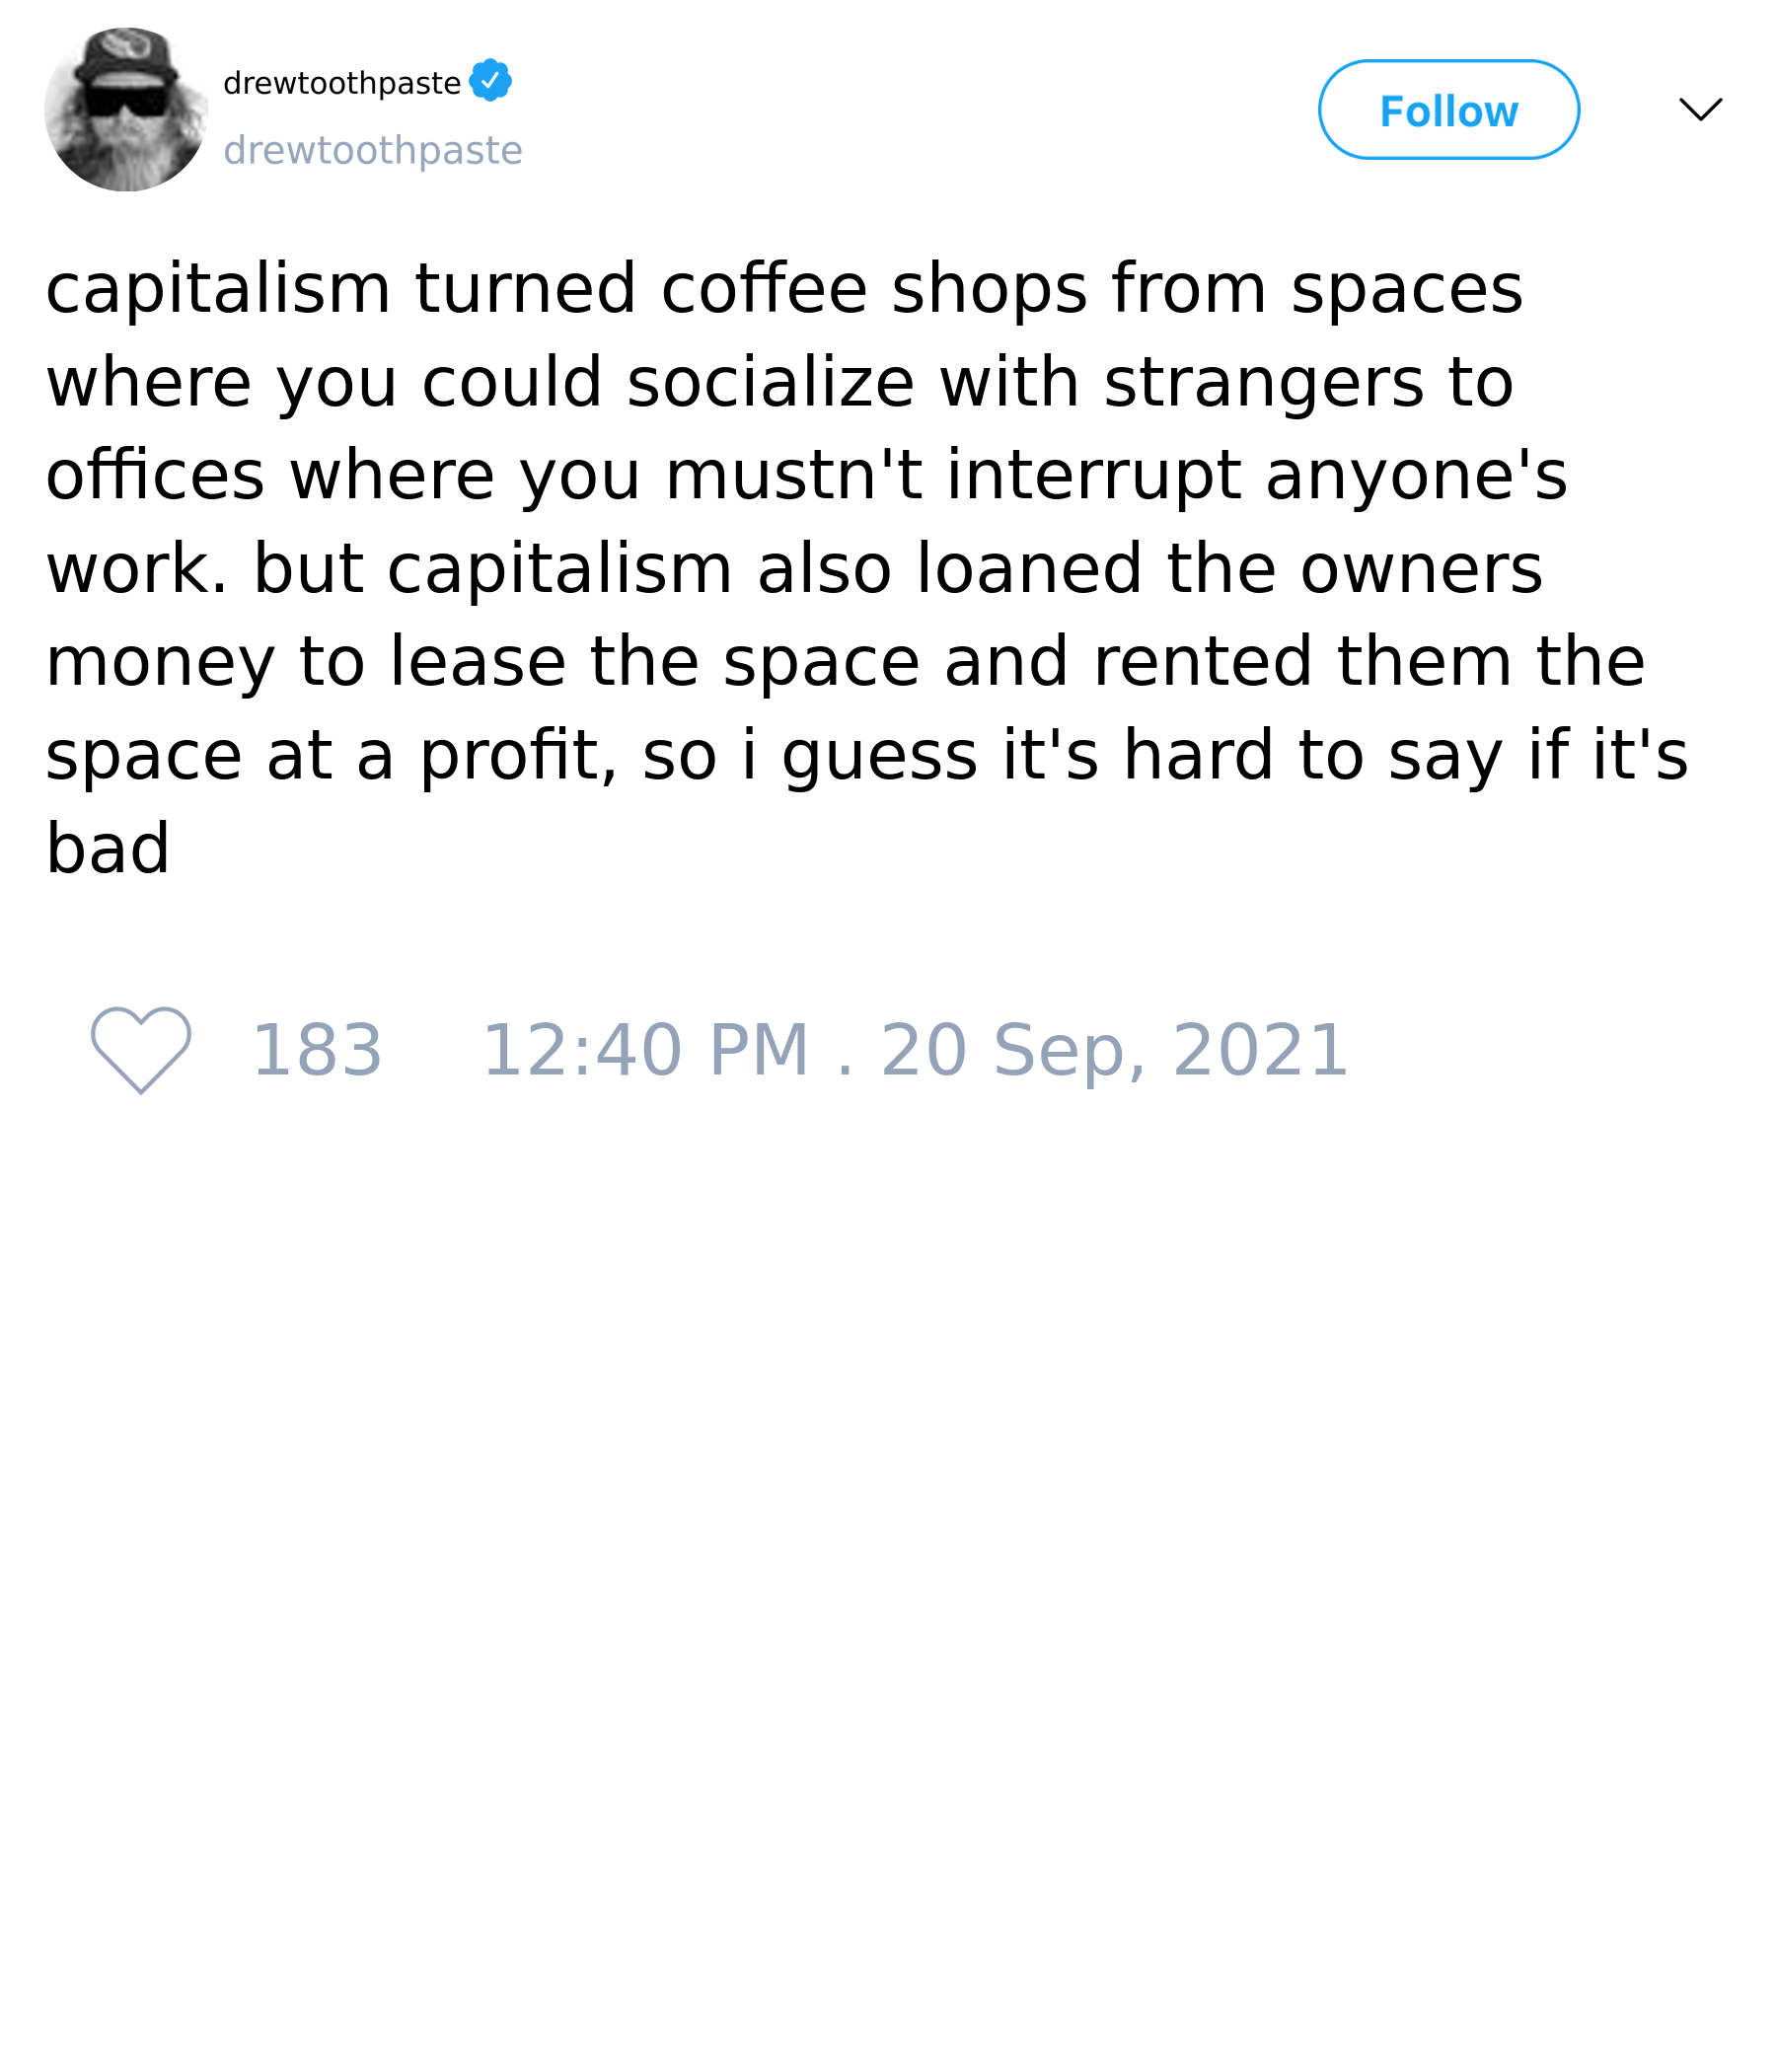 drewtoothpaste
drewtoothpaste
Follow
capitalism turned coffee shops from spaces
where you could socialize with strangers to
offices where you mustn't interrupt anyone's
work. but capitalism also loaned the owners
money to lease the space and rented them the
space at a profit, so i guess it's hard to say if it's
bad
183 12:40 PM . 20 Sep, 2021